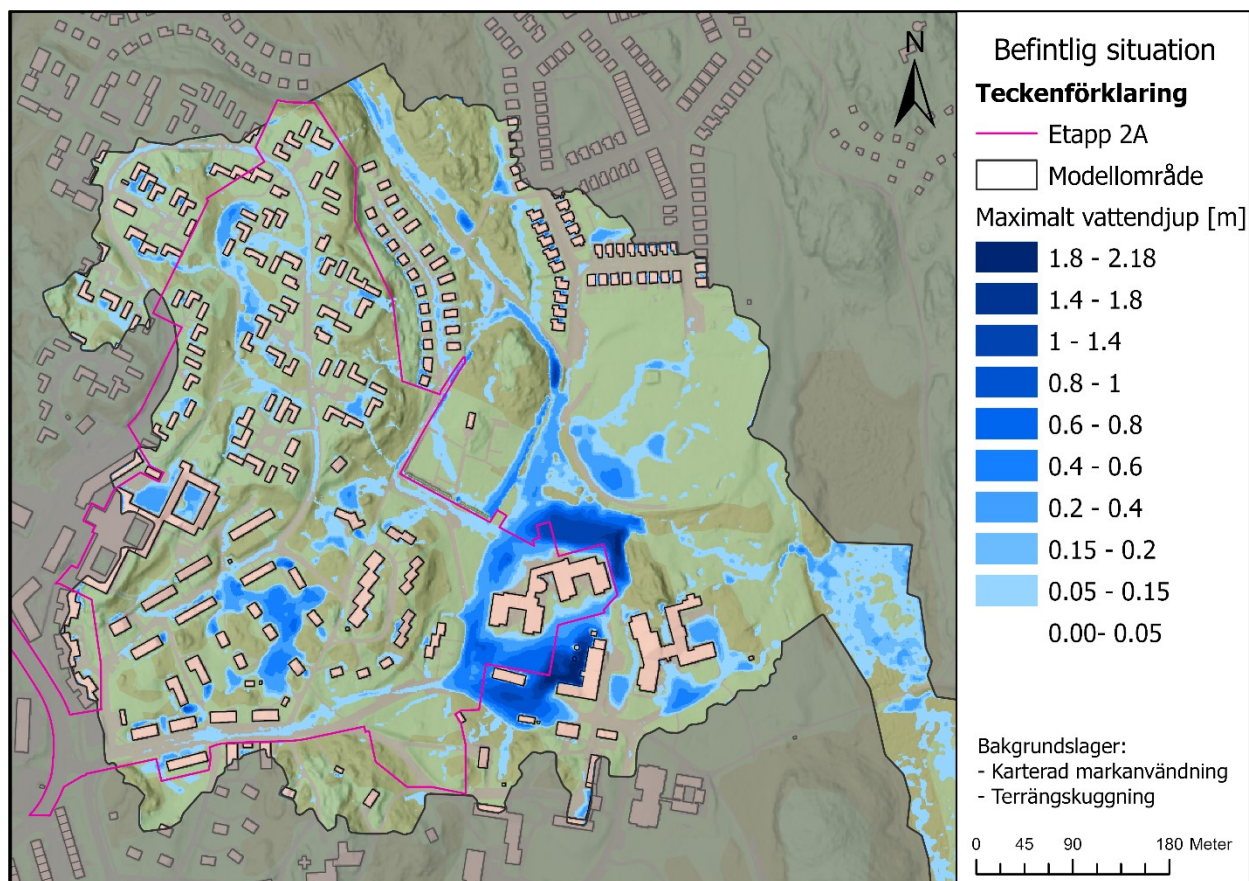 N
Befintlig situation
Teckenförklaring
Etapp 2A
Modellområde
Maximalt vattendjup [m]
1.8 - 2.18
1.4 - 1.8
1 - 1.4
0.8 - 1
0.6 - 0.8
0.4 - 0.6
0.2 - 0.4
0.15 - 0.2
0.05 - 0.15
0.00- 0.05
Bakgrundslager:
- Karterad markanvändning
- Terrängskuggning
0 45 90 180 Meter